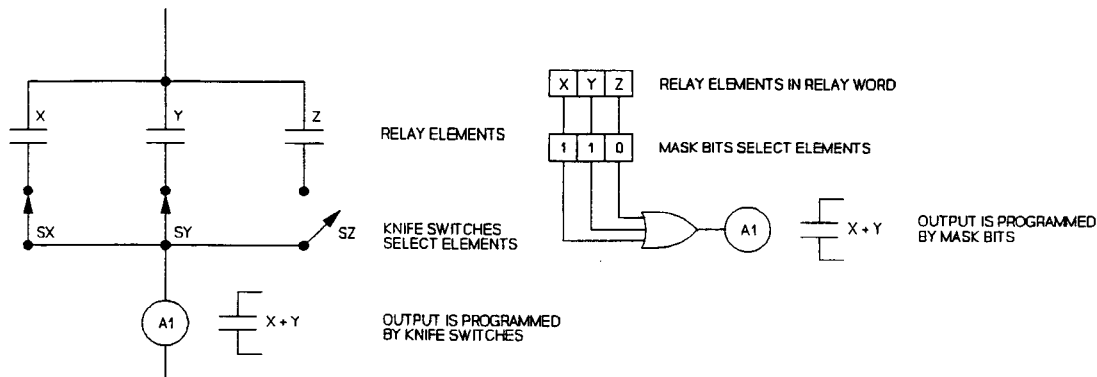 X
Y
Z
RELAY ELEMENTS
SX
SY
SZ
KNIFE SWITCHES
SELECT ELEMENTS
A1
X + Y
OUTPUT IS PROGRAMMED
BY KNIFE SWITCHES
X Y Z
RELAY ELEMENTS IN RELAY WORD
1 1 0
MASK BITS SELECT ELEMENTS
A1
X + Y
OUTPUT IS PROGRAMMED
BY MASK BITS